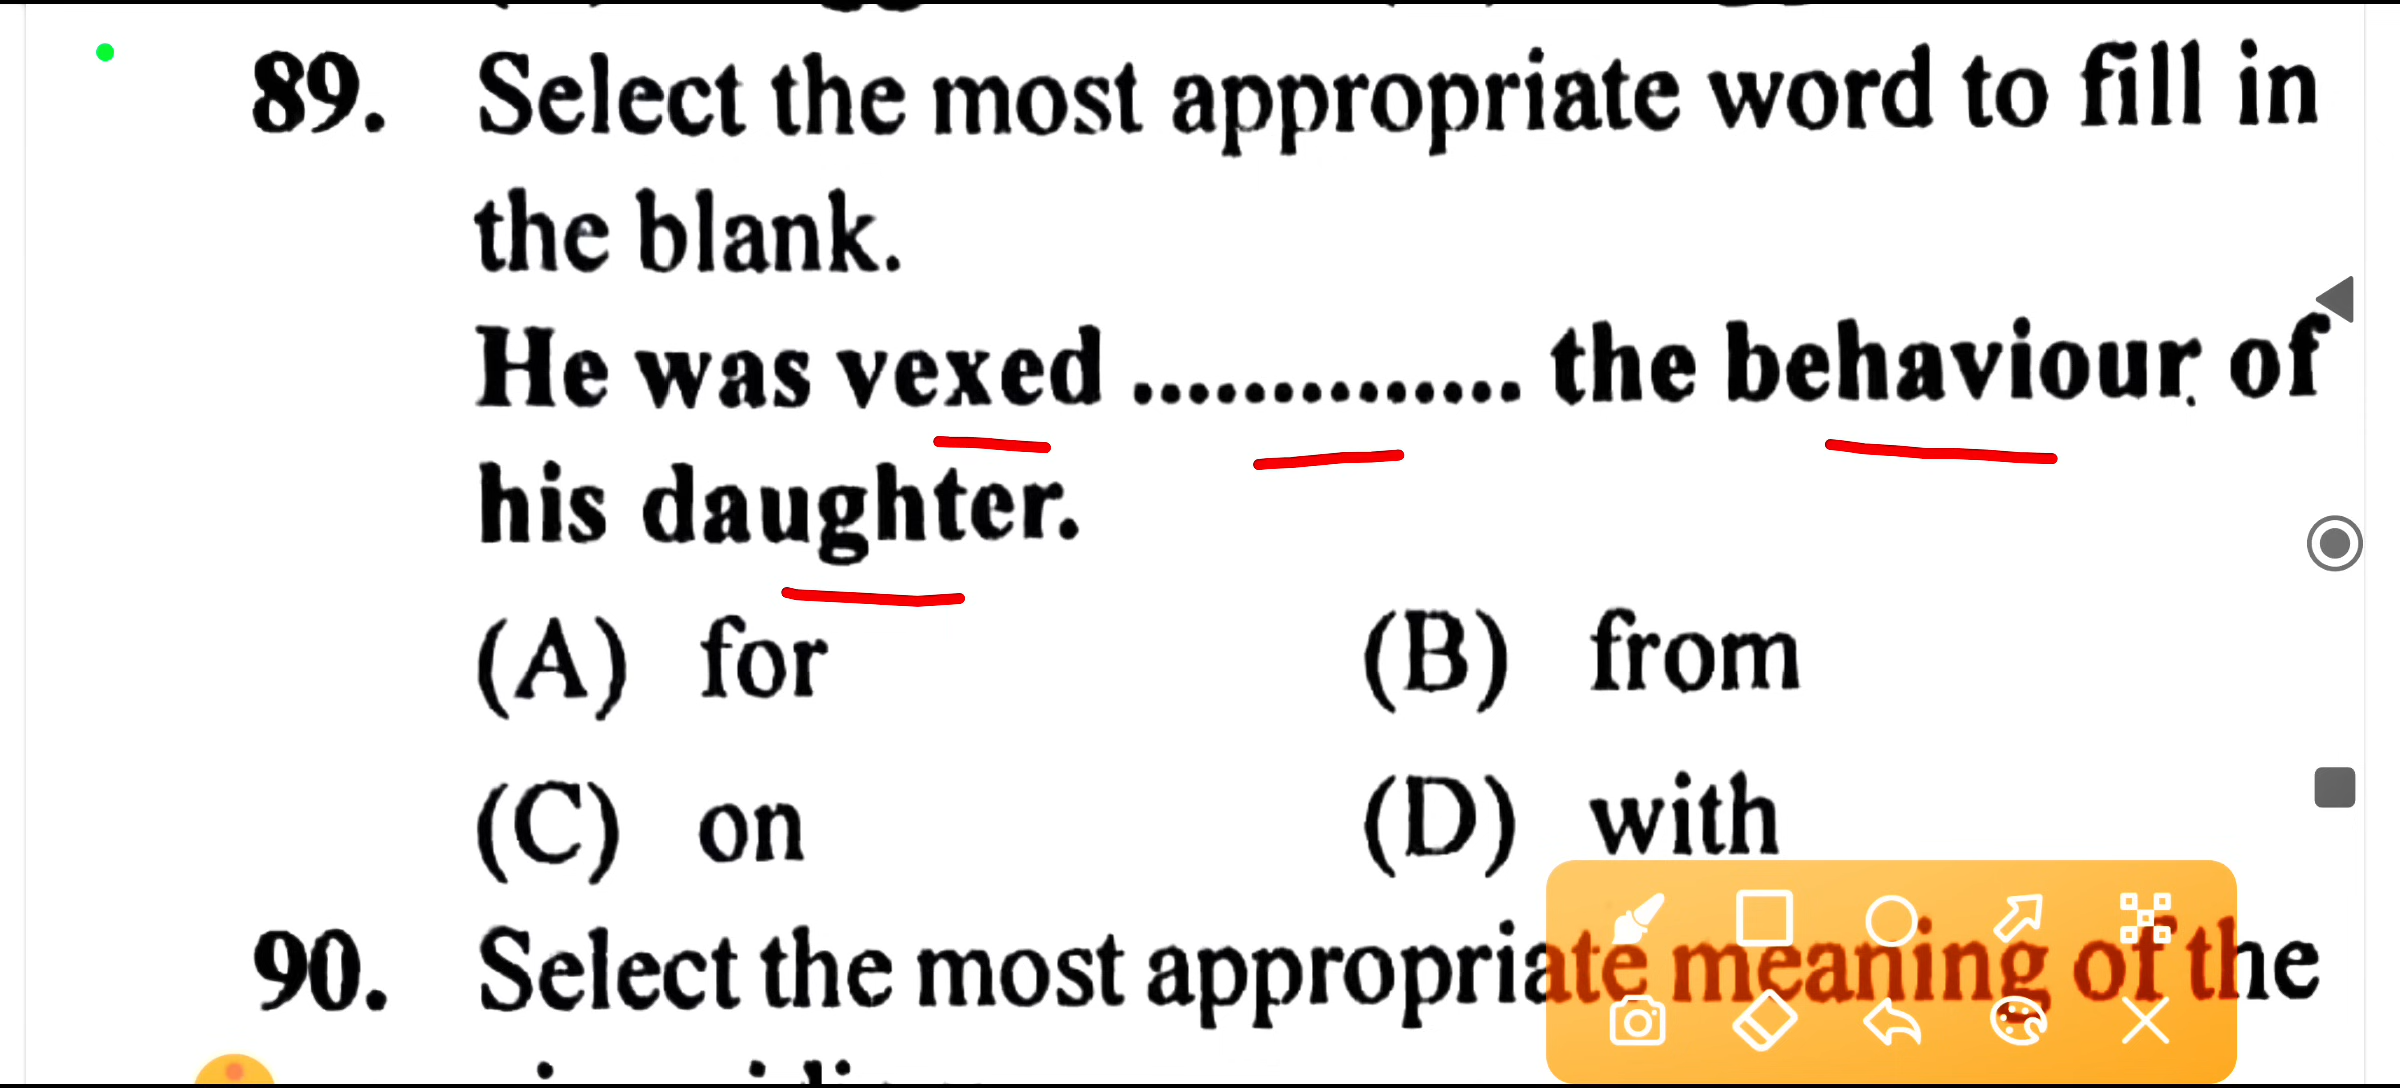 89. Select the most appropriate word to fill in
the blank.
He was vexed .............. the behaviour of
his daughter.
(A) for (B) from
(C) on (D) with
90. Select the most appropriate meaning of the